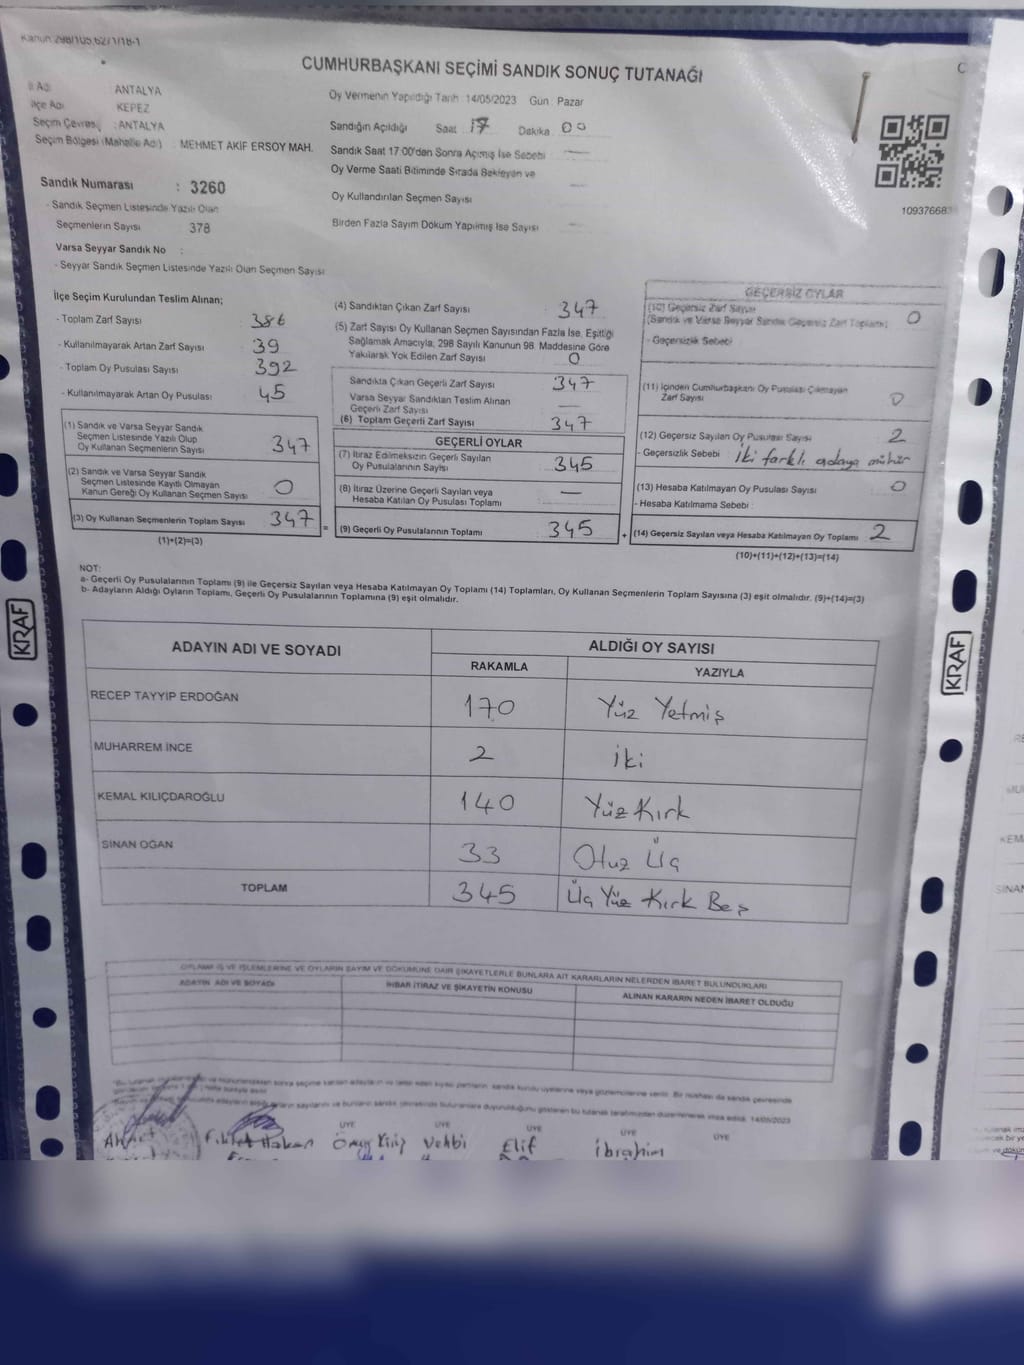 Kanun 298/105,62/1/18-1
CUMHURBAŞKANI SEÇİMİ SANDIK SONUÇ TUTANAĞI
İl Adı : ANTALYA
İlçe Adı KEPEZ
Seçim Çevresi : ANTALYA
Seçim Bölgesi (Mahalle Adı) : MEHMET AKİF ERSOY MAH.
Sandık Numarası : 3260
- Sandık Seçmen Listesinde Yazılı Olan
Seçmenlerin Sayısı 378
Varsa Seyyar Sandık No :
- Seyyar Sandık Seçmen Listesinde Yazılı Olan Seçmen Sayısı
Oy Vermenin Yapıldığı Tarih : 14/05/2023 Gün : Pazar
Sandığın Açıldığı Saat : 17 Dakika : 00
Sandık Saat 17:00'dan Sonra Açılmış İse Sebebi : —
Oy Verme Saati Bitiminde Sırada Bekleyen ve
Oy Kullandırılan Seçmen Sayısı —
Birden Fazla Sayım Döküm Yapılmış İse Sayısı —
10937668
C
İlçe Seçim Kurulundan Teslim Alınan;
- Toplam Zarf Sayısı 386
- Kullanılmayarak Artan Zarf Sayısı 39
- Toplam Oy Pusulası Sayısı 392
- Kullanılmayarak Artan Oy Pusulası 45
(1) Sandık ve Varsa Seyyar Sandık
Seçmen Listesinde Yazılı Olup
Oy Kullanan Seçmenlerin Sayısı 347
(2) Sandık ve Varsa Seyyar Sandık
Seçmen Listesinde Kayıtlı Olmayan
Kanun Gereği Oy Kullanan Seçmen Sayısı 0
(3) Oy Kullanan Seçmenlerin Toplam Sayısı 347 =
(1)+(2)=(3)
(4) Sandıktan Çıkan Zarf Sayısı 347
(5) Zarf Sayısı Oy Kullanan Seçmen Sayısından Fazla İse, Eşitliği
Sağlamak Amacıyla, 298 Sayılı Kanunun 98. Maddesine Göre
Yakılarak Yok Edilen Zarf Sayısı 0
Sandıkta Çıkan Geçerli Zarf Sayısı 347
Varsa Seyyar Sandıktan Teslim Alınan
Geçerli Zarf Sayısı —
(6) Toplam Geçerli Zarf Sayısı 347
GEÇERLİ OYLAR
(7) İtiraz Edilmeksizin Geçerli Sayılan
Oy Pusulalarının Sayısı 345
(8) İtiraz Üzerine Geçerli Sayılan veya
Hesaba Katılan Oy Pusulası Toplamı —
(9) Geçerli Oy Pusulalarının Toplamı 345 +
GEÇERSİZ OYLAR
(10) Geçersiz Zarf Sayısı
(Sandık ve Varsa Seyyar Sandık Geçersiz Zarf Toplamı) 0
- Geçersizlik Sebebi
(11) İçinden Cumhurbaşkanı Oy Pusulası Çıkmayan
Zarf Sayısı 0
(12) Geçersiz Sayılan Oy Pusulası Sayısı 2
- Geçersizlik Sebebi İki farklı adaya mühür
(13) Hesaba Katılmayan Oy Pusulası Sayısı 0
- Hesaba Katılmama Sebebi :
(14) Geçersiz Sayılan veya Hesaba Katılmayan Oy Toplamı 2
(10)+(11)+(12)+(13)=(14)
NOT:
a- Geçerli Oy Pusulalarının Toplamı (9) ile Geçersiz Sayılan veya Hesaba Katılmayan Oy Toplamı (14) Toplamları, Oy Kullanan Seçmenlerin Toplam Sayısına (3) eşit olmalıdır. (9)+(14)=(3)
b- Adayların Aldığı Oyların Toplamı, Geçerli Oy Pusulalarının Toplamına (9) eşit olmalıdır.
KRAF
KRAF
ADAYIN ADI VE SOYADI ALDIĞI OY SAYISI
RAKAMLA YAZIYLA
RECEP TAYYIP ERDOĞAN 170 Yüz Yetmiş
MUHARREM İNCE 2 İki
KEMAL KILIÇDAROĞLU 140 Yüz Kırk
SİNAN OĞAN 33 Otuz Üç
TOPLAM 345 Üç Yüz Kırk Beş
OYLAMA İŞ VE İŞLEMLERİNE VE OYLARIN SAYIM VE DÖKÜMÜNE DAİR ŞİKAYETLERLE BUNLARA AİT KARARLARIN NELERDEN İBARET BULUNDUKLARI
ADAYIN ADI VE SOYADI İHBAR İTİRAZ VE ŞİKAYETİN KONUSU ALINAN KARARIN NEDEN İBARET OLDUĞU
14/05/2023
ÜYE ÜYE ÜYE ÜYE ÜYE
Ahmet Fikret Hakan Vehbi Elif İbrahim